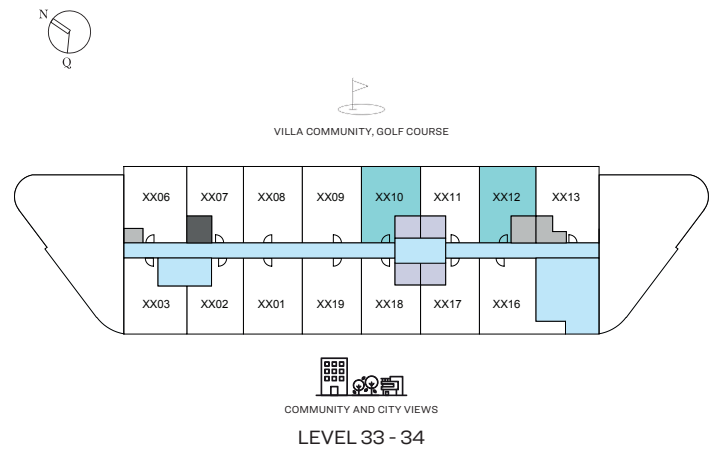 N
Q
VILLA COMMUNITY, GOLF COURSE
XX06 XX07 XX08 XX09 XX10 XX11 XX12 XX13
XX03 XX02 XX01 XX19 XX18 XX17 XX16
COMMUNITY AND CITY VIEWS
LEVEL 33 - 34